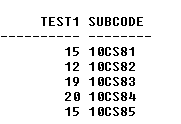 TEST1 SUBCODE
---------- --------
15 10CS81
12 10CS82
19 10CS83
20 10CS84
15 10CS85